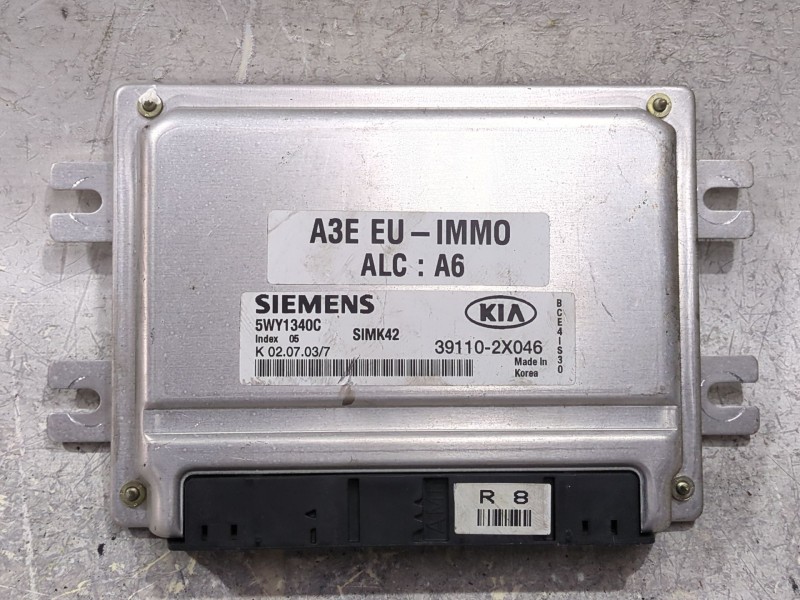 A3E EU-IMMO
ALC : A6
SIEMENS
KIA
5WY1340C
Index 05
SIMK42
K 02.07.03/7
39110-2X046
Made In
Korea
BCE4IS30
R 8